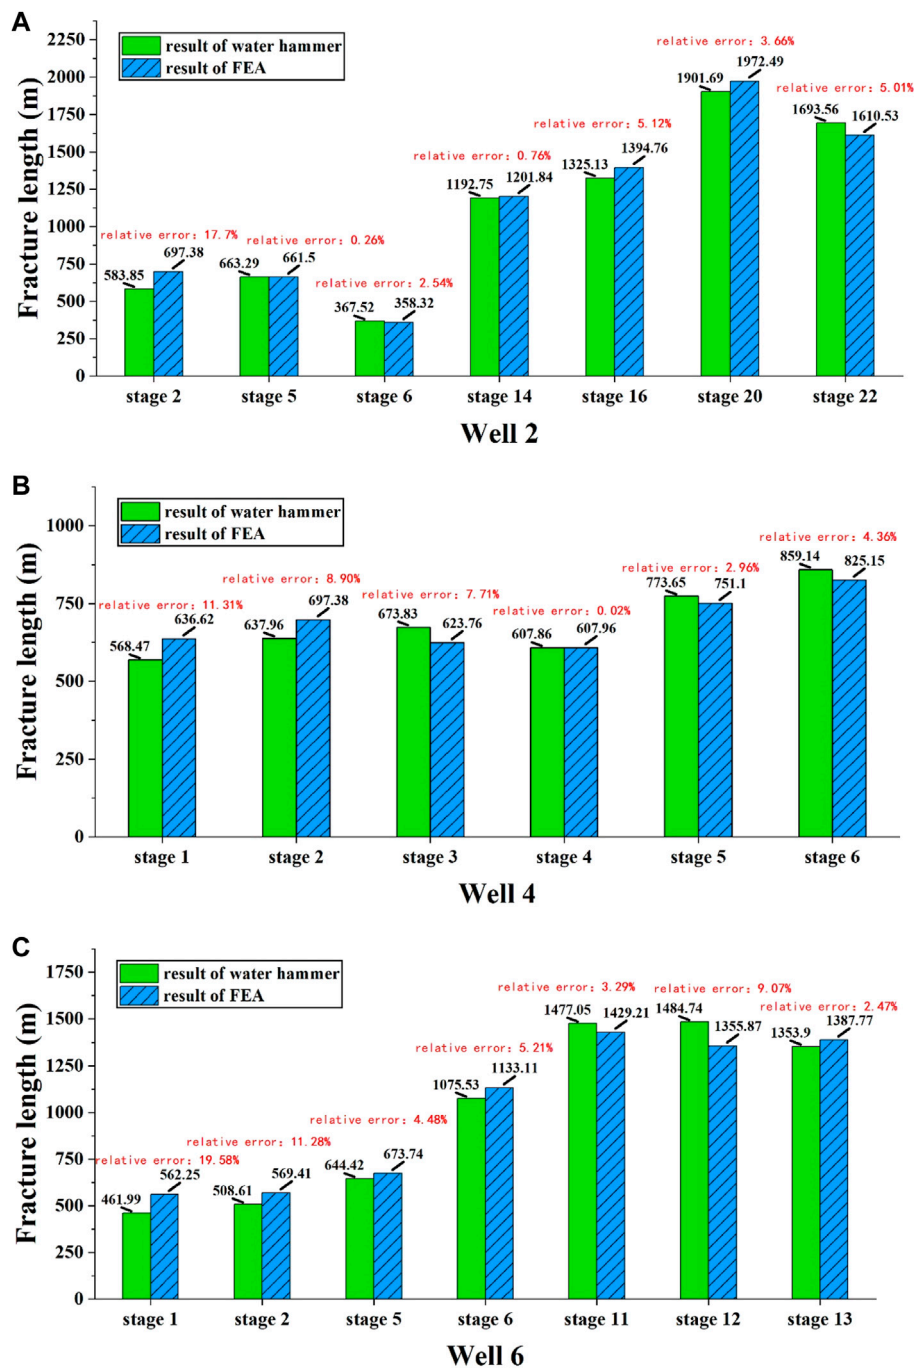 A
result of water hammer
result of FEA
Fracture length (m)
2250
2000
1750
1500
1250
1000
750
500
250
0
relative error: 17.7%
583.85
697.38
relative error: 0.26%
663.29
661.5
relative error: 2.54%
367.52
358.32
relative error: 0.76%
1192.75
1201.84
relative error: 5.12%
1325.13
1394.76
relative error: 3.66%
1901.69
1972.49
relative error: 5.01%
1693.56
1610.53
stage 2
stage 5
stage 6
stage 14
stage 16
stage 20
stage 22
Well 2
B
result of water hammer
result of FEA
Fracture length (m)
1000
750
500
250
0
relative error: 11.31%
568.47
636.62
relative error: 8.90%
637.96
697.38
relative error: 7.71%
673.83
623.76
relative error: 0.02%
607.86
607.96
relative error: 2.96%
773.65
751.1
relative error: 4.36%
859.14
825.15
stage 1
stage 2
stage 3
stage 4
stage 5
stage 6
Well 4
C
result of water hammer
result of FEA
Fracture length (m)
1750
1500
1250
1000
750
500
250
0
relative error: 19.58%
461.99
562.25
relative error: 11.28%
508.61
569.41
relative error: 4.48%
644.42
673.74
relative error: 5.21%
1075.53
1133.11
relative error: 3.29%
1477.05
1429.21
relative error: 9.07%
1484.74
1355.87
relative error: 2.47%
1353.9
1387.77
stage 1
stage 2
stage 5
stage 6
stage 11
stage 12
stage 13
Well 6